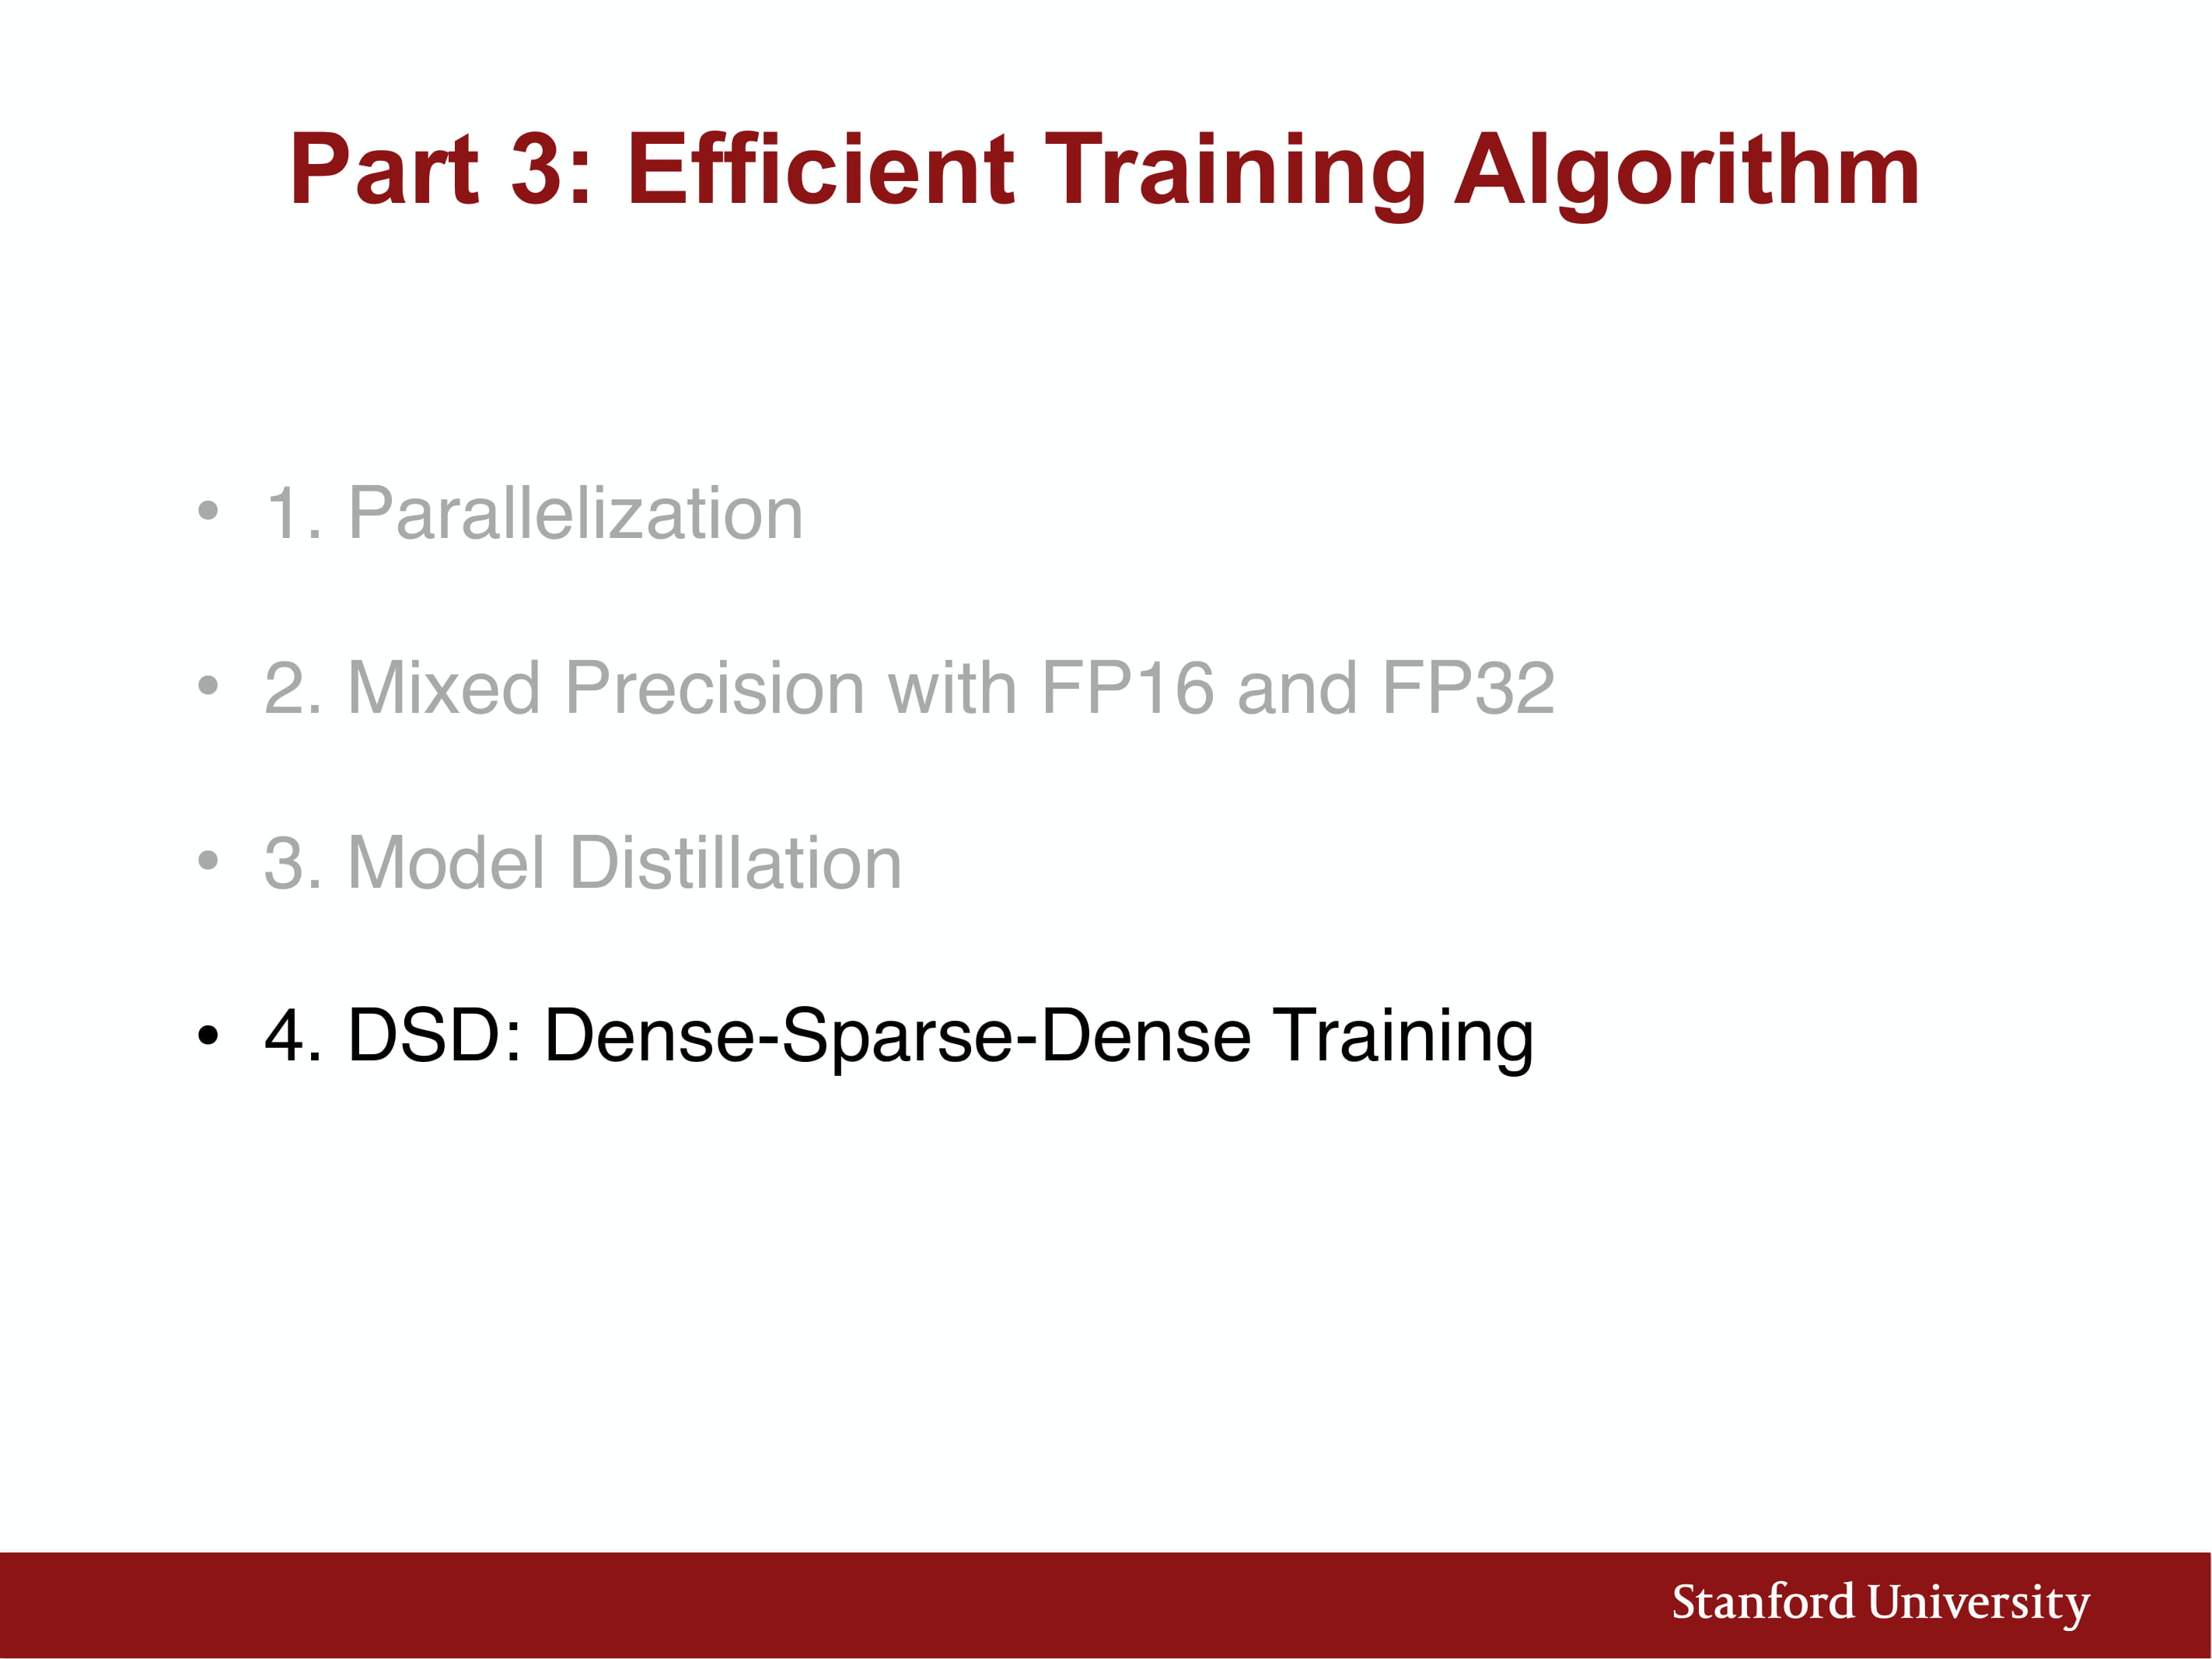 Part 3: Efficient Training Algorithm
• 1. Parallelization
• 2. Mixed Precision with FP16 and FP32
• 3. Model Distillation
• 4. DSD: Dense-Sparse-Dense Training
Stanford University